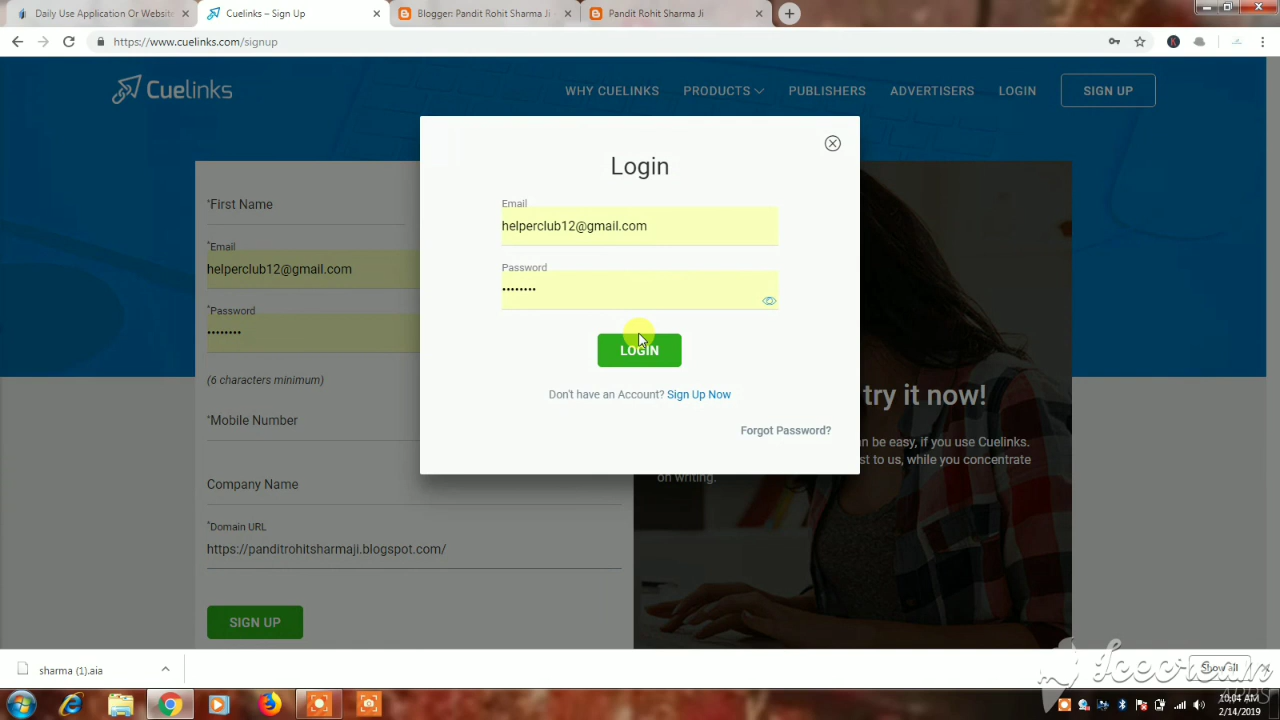 Daily Use Application Or Website
Cuelinks – Sign Up
Blogger: Pandit Rohit Sharma Ji -
Pandit Rohit Sharma Ji
https://www.cuelinks.com/signup
Cuelinks
WHY CUELINKS
PRODUCTS
PUBLISHERS
ADVERTISERS
LOGIN
SIGN UP
Login
Email
helperclub12@gmail.com
Password
••••••••
LOGIN
Don't have an Account? Sign Up Now
Forgot Password?
*First Name
*Email
helperclub12@gmail.com
*Password
••••••••
(6 characters minimum)
*Mobile Number
Company Name
*Domain URL
https://panditrohitsharmaji.blogspot.com/
SIGN UP
try it now!
an be easy, if you use Cuelinks.
st to us, while you concentrate
on writing.
sharma (1).aia
Show all
Icecream
APPS
10:04 AM
2/14/2019